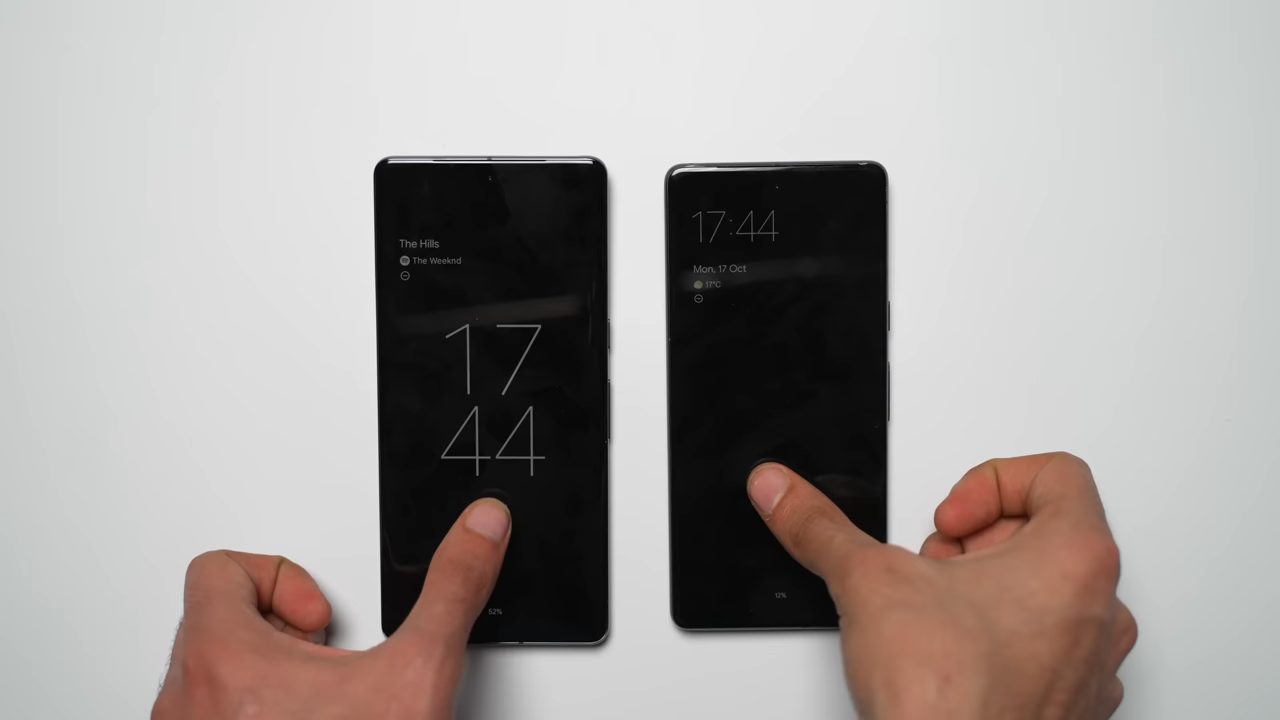 The Hills
The Weeknd
17
44
52%
17:44
Mon, 17 Oct
17°C
12%